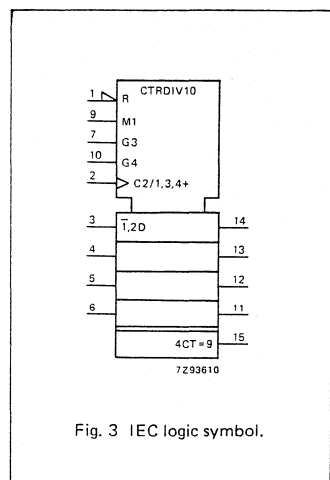 CTRDIV10
1 R
9 M1
7 G3
10 G4
2 C2/1,3,4+
3 1̅,2D 14
4 13
5 12
6 11
4CT=9 15
7Z93610
Fig. 3 IEC logic symbol.